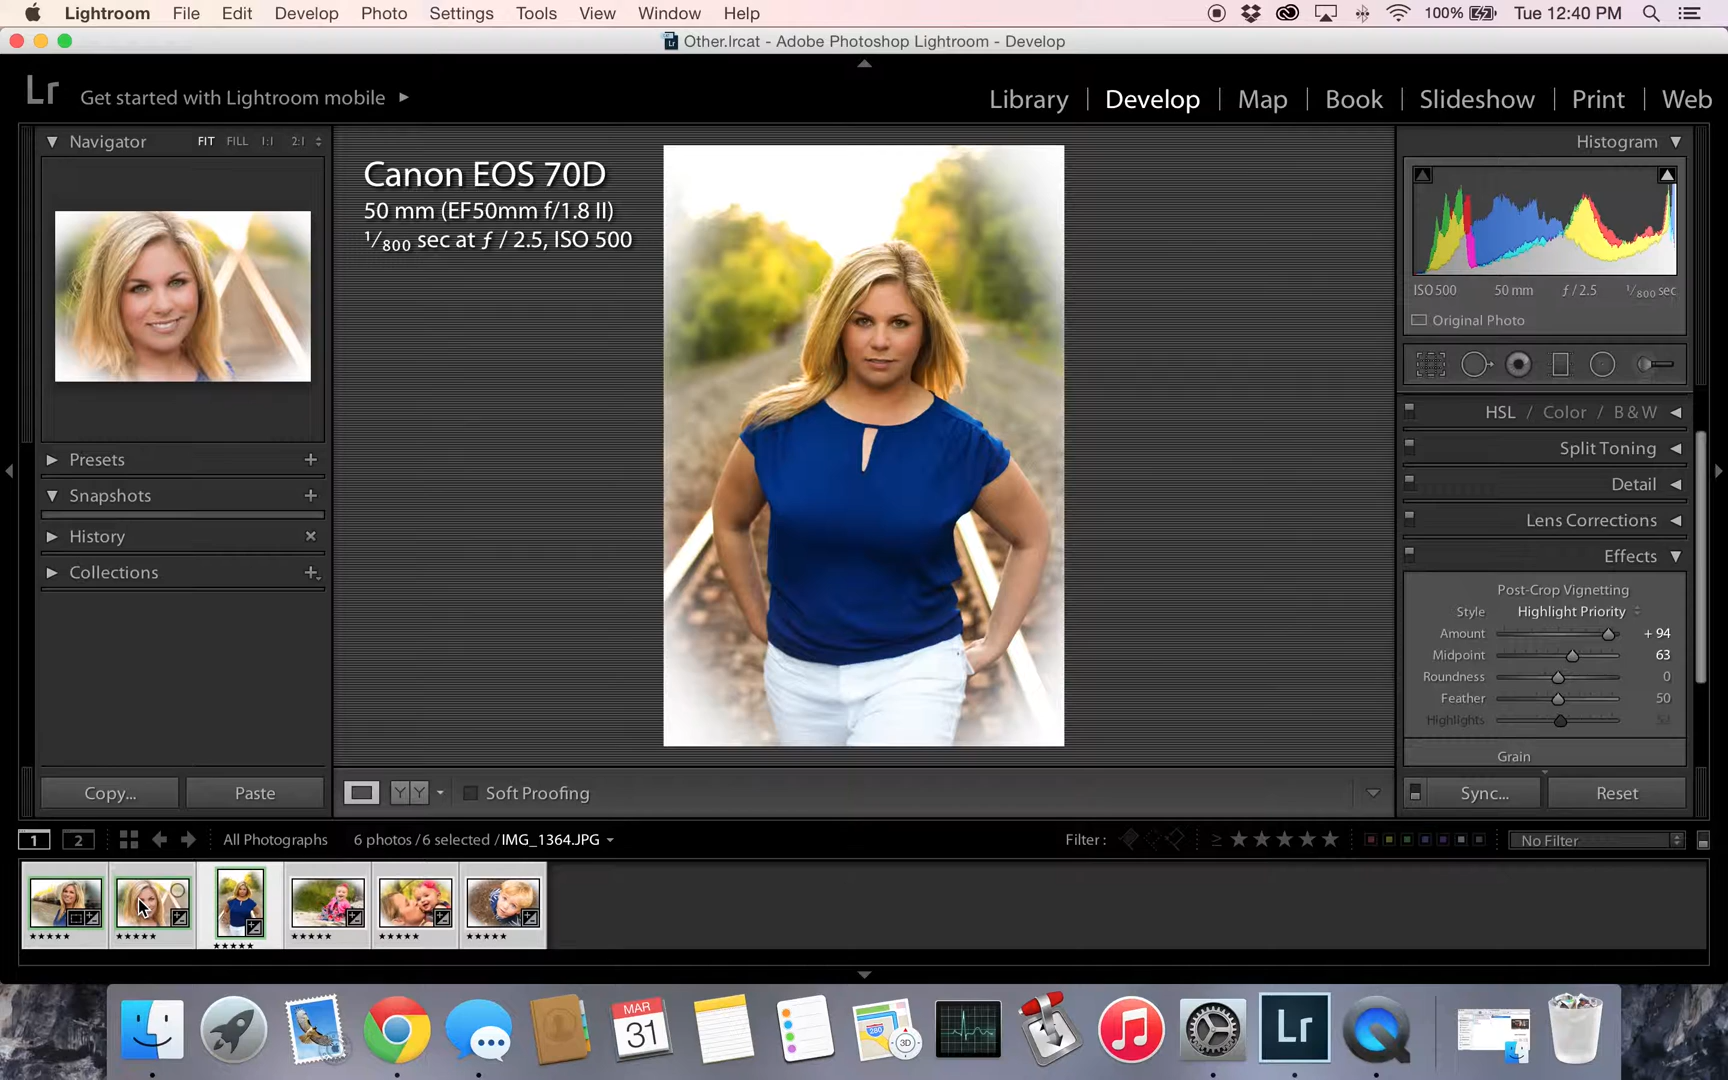 Lightroom File Edit Develop Photo Settings Tools View Window Help 100% Tue 12:40 PM
Other.lrcat - Adobe Photoshop Lightroom - Develop
Lr Get started with Lightroom mobile
Library Develop Map Book Slideshow Print Web
Navigator FIT FILL 1:1 2:1
Histogram
Canon EOS 70D
50 mm (EF50mm f/1.8 II)
1/800 sec at ƒ / 2.5, ISO 500
ISO 500 50 mm ƒ / 2.5 1/800 sec
Original Photo
HSL / Color / B & W
Split Toning
Detail
Lens Corrections
Effects
Post-Crop Vignetting
Style Highlight Priority
Amount + 94
Midpoint 63
Roundness 0
Feather 50
Highlights
Grain
Presets
Snapshots
History
Collections
Copy... Paste
Y Y Soft Proofing
Sync... Reset
1 2 All Photographs 6 photos / 6 selected / IMG_1364.JPG Filter : ≥ No Filter
MAR
31
280
3D
Lr